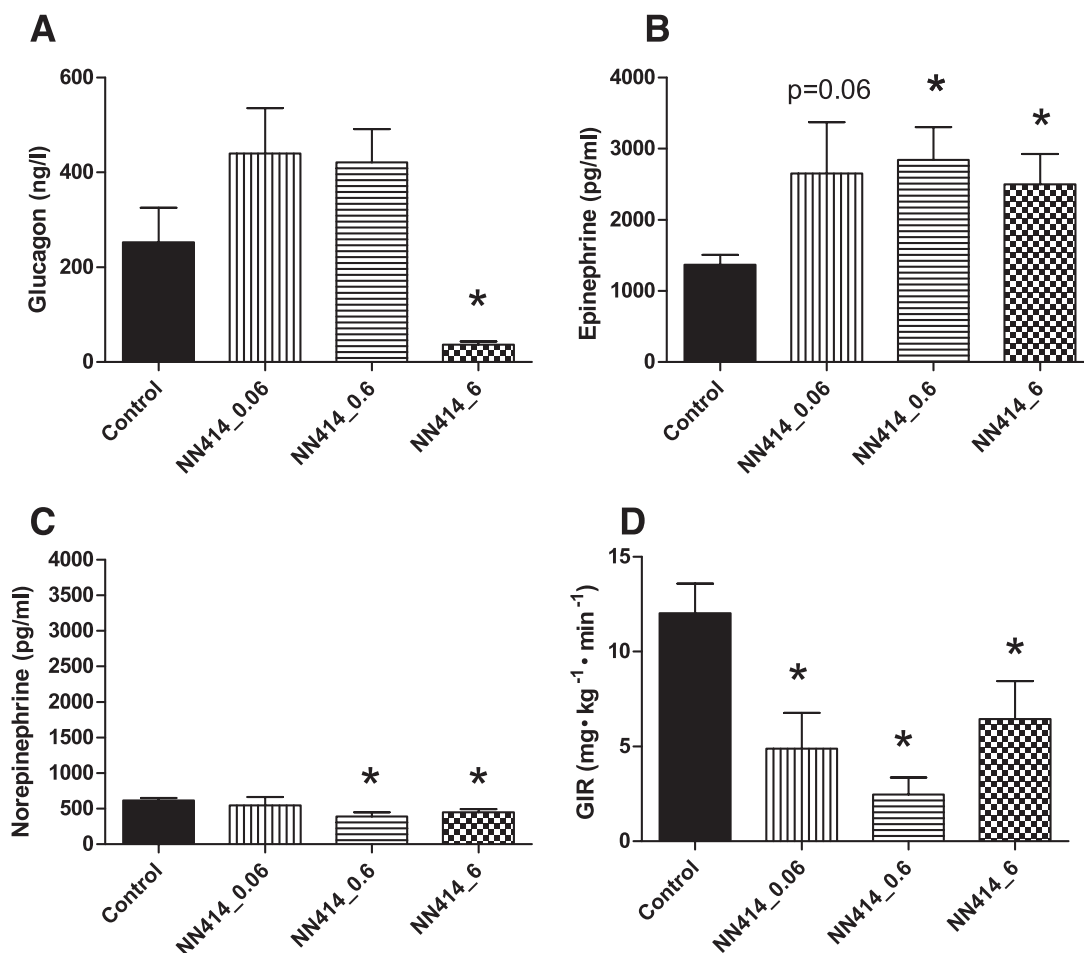 A
Glucagon (ng/l)
600
400
200
0
*
Control
NN414_0.06
NN414_0.6
NN414_6
B
Epinephrine (pg/ml)
4000
3000
2000
1000
0
p=0.06
*
*
Control
NN414_0.06
NN414_0.6
NN414_6
C
Norepinephrine (pg/ml)
4000
3500
3000
2500
2000
1500
1000
500
0
*
*
Control
NN414_0.06
NN414_0.6
NN414_6
D
GIR (mg• kg⁻¹• min⁻¹)
15
10
5
0
*
*
*
Control
NN414_0.06
NN414_0.6
NN414_6